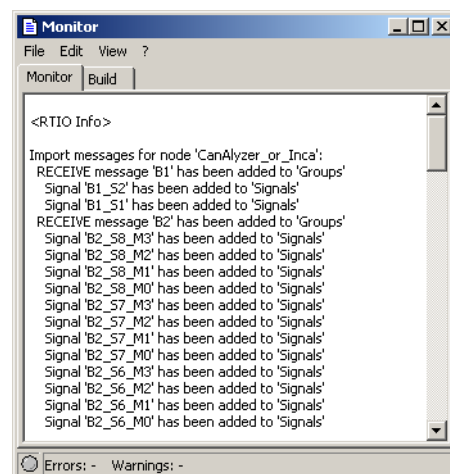 Monitor
File Edit View ?
Monitor Build
<RTIO Info>
Import messages for node 'CanAlyzer_or_Inca':
RECEIVE message 'B1' has been added to 'Groups'
Signal 'B1_S2' has been added to 'Signals'
Signal 'B1_S1' has been added to 'Signals'
RECEIVE message 'B2' has been added to 'Groups'
Signal 'B2_S8_M3' has been added to 'Signals'
Signal 'B2_S8_M2' has been added to 'Signals'
Signal 'B2_S8_M1' has been added to 'Signals'
Signal 'B2_S8_M0' has been added to 'Signals'
Signal 'B2_S7_M3' has been added to 'Signals'
Signal 'B2_S7_M2' has been added to 'Signals'
Signal 'B2_S7_M1' has been added to 'Signals'
Signal 'B2_S7_M0' has been added to 'Signals'
Signal 'B2_S6_M3' has been added to 'Signals'
Signal 'B2_S6_M2' has been added to 'Signals'
Signal 'B2_S6_M1' has been added to 'Signals'
Signal 'B2_S6_M0' has been added to 'Signals'
Errors: - Warnings: -